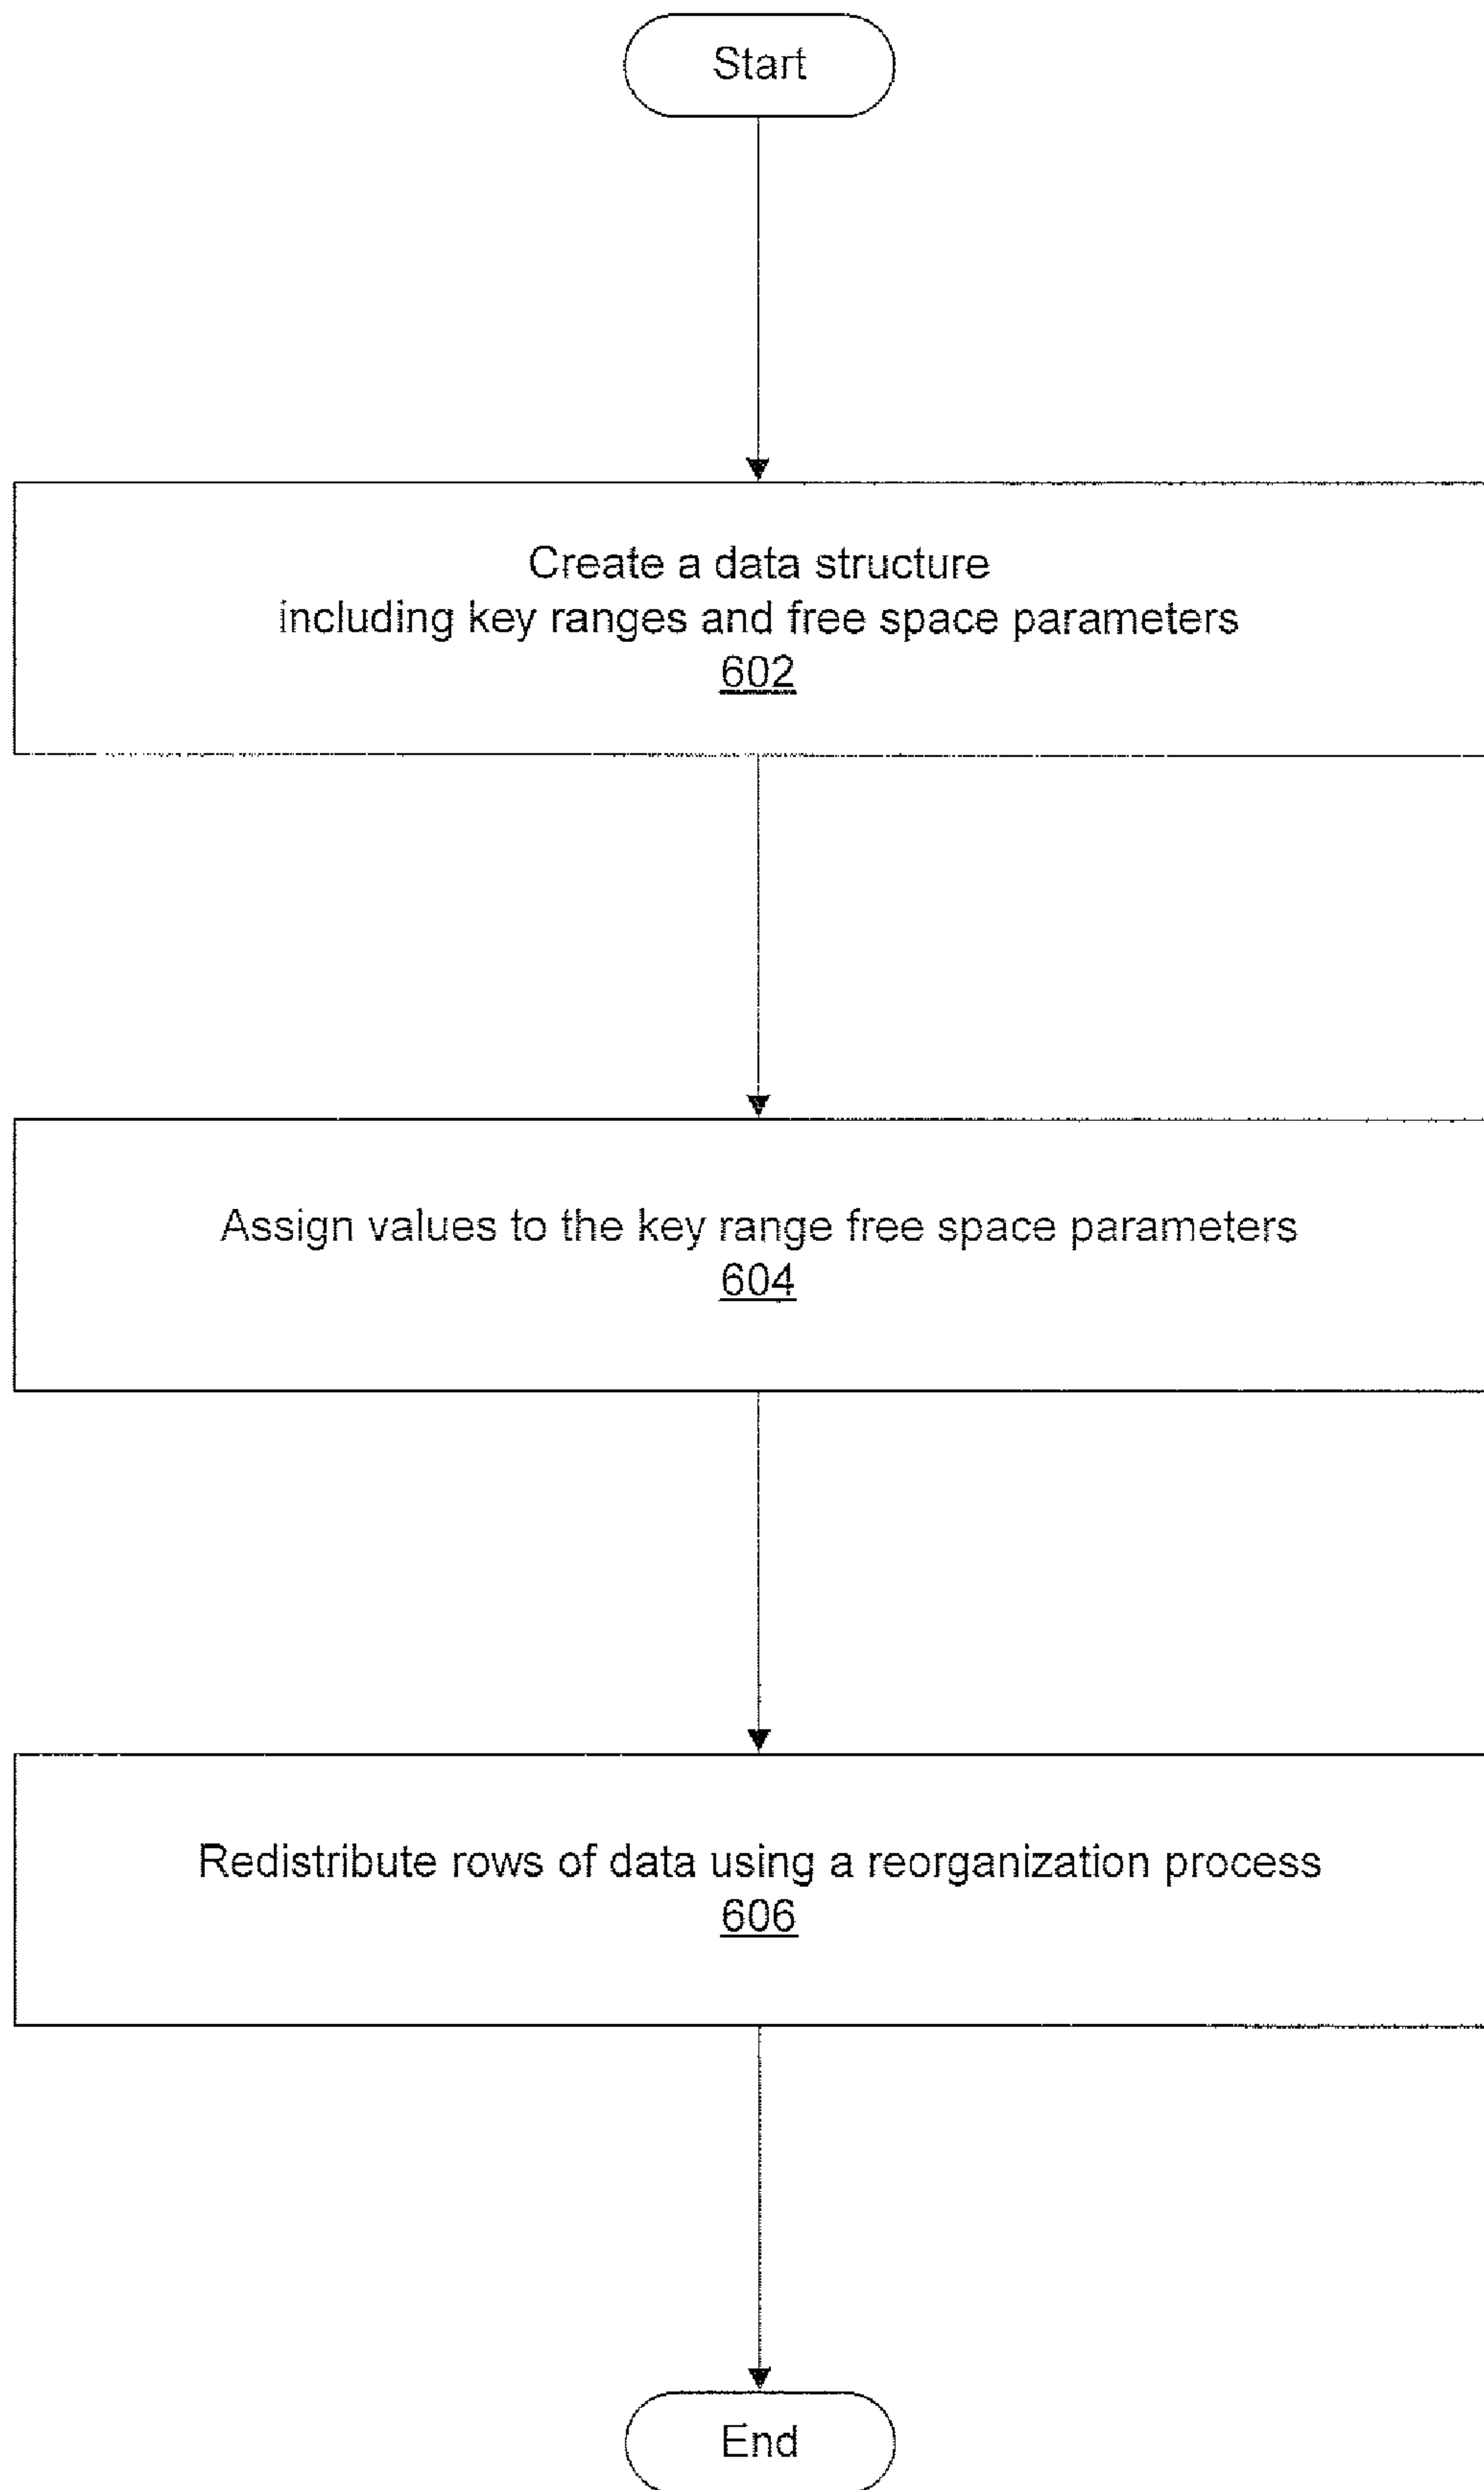 Start
Create a data structure
including key ranges and free space parameters
602
Assign values to the key range free space parameters
604
Redistribute rows of data using a reorganization process
606
End